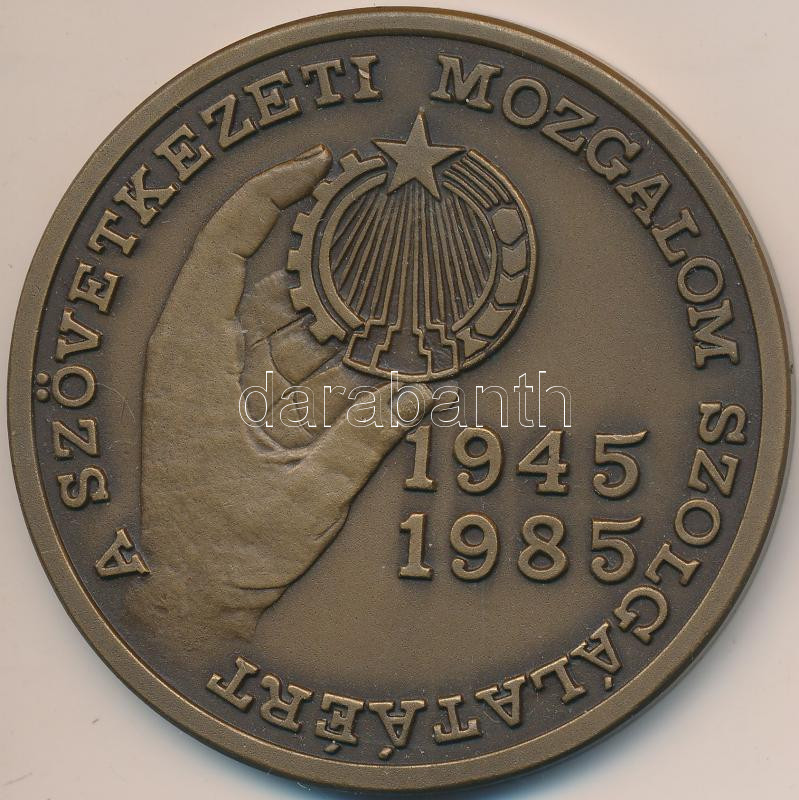 A SZÖVETKEZETI MOZGALOM SZOLGÁLATÁÉRT
1945
1985
darabanth